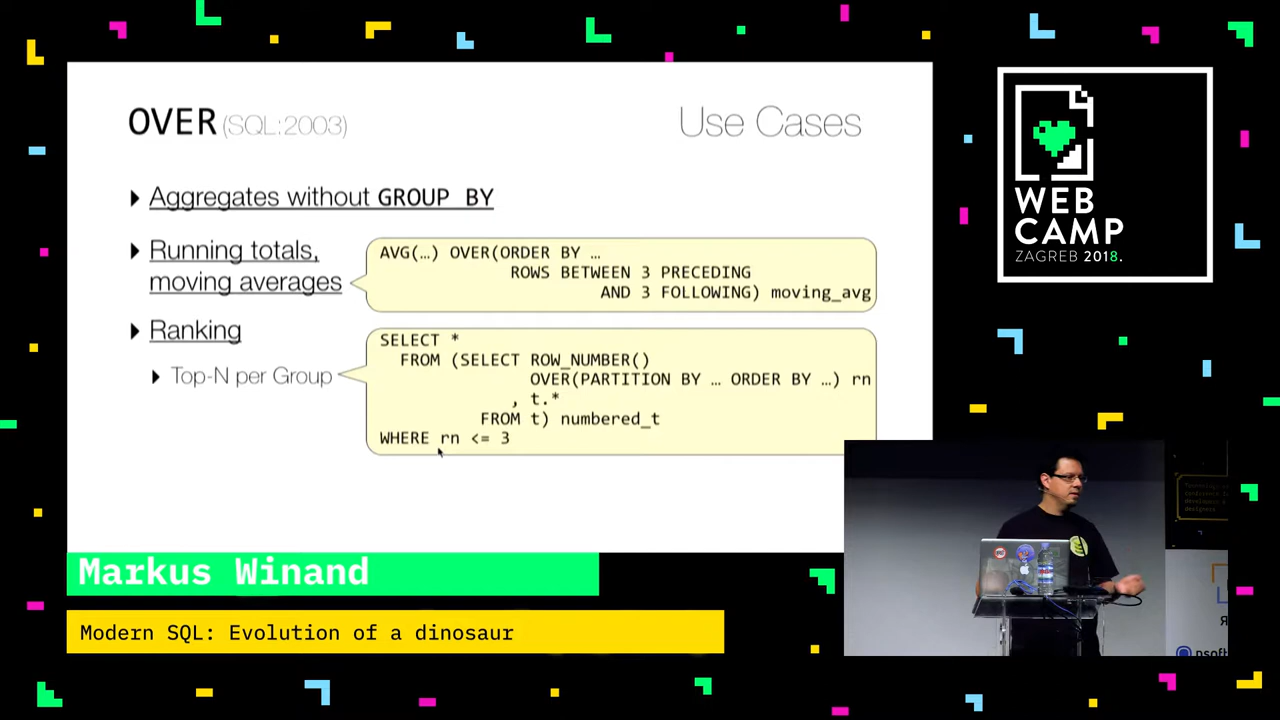 OVER (SQL:2003)
Use Cases
Aggregates without GROUP BY
Running totals,
moving averages
AVG(…) OVER(ORDER BY …
ROWS BETWEEN 3 PRECEDING
AND 3 FOLLOWING) moving_avg
Ranking
Top-N per Group
SELECT *
FROM (SELECT ROW_NUMBER()
OVER(PARTITION BY … ORDER BY …) rn
, t.*
FROM t) numbered_t
WHERE rn <= 3
WEB
CAMP
ZAGREB 2018.
Markus Winand
Modern SQL: Evolution of a dinosaur